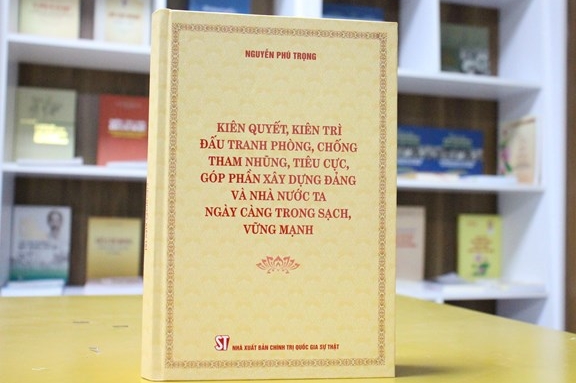 NGUYỄN PHÚ TRỌNG
KIÊN QUYẾT, KIÊN TRÌ
ĐẤU TRANH PHÒNG, CHỐNG
THAM NHŨNG, TIÊU CỰC,
GÓP PHẦN XÂY DỰNG ĐẢNG
VÀ NHÀ NƯỚC TA
NGÀY CÀNG TRONG SẠCH,
VỮNG MẠNH
ST
NHÀ XUẤT BẢN CHÍNH TRỊ QUỐC GIA SỰ THẬT